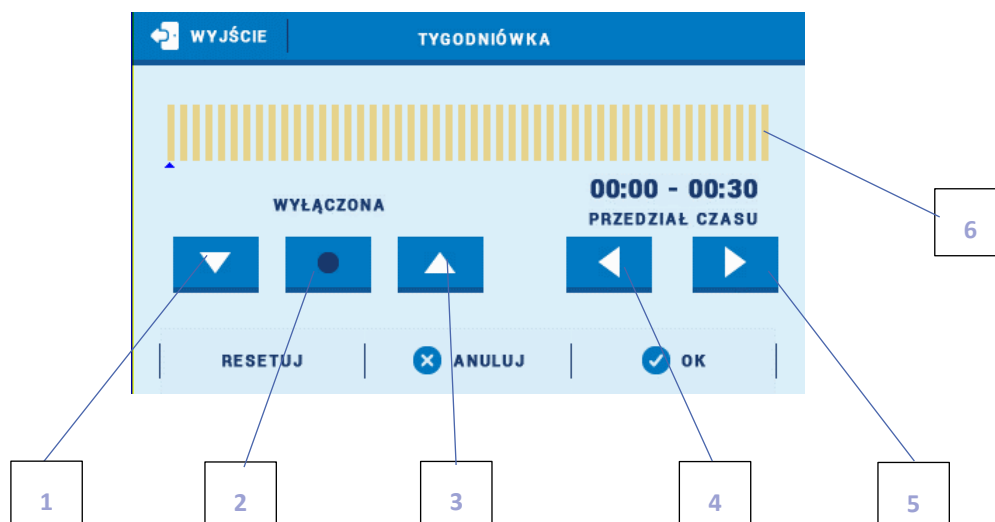 WYJŚCIE
TYGODNIÓWKA
00:00 - 00:30
WYŁĄCZONA
PRZEDZIAŁ CZASU
6
RESETUJ
ANULUJ
OK
1
2
3
4
5